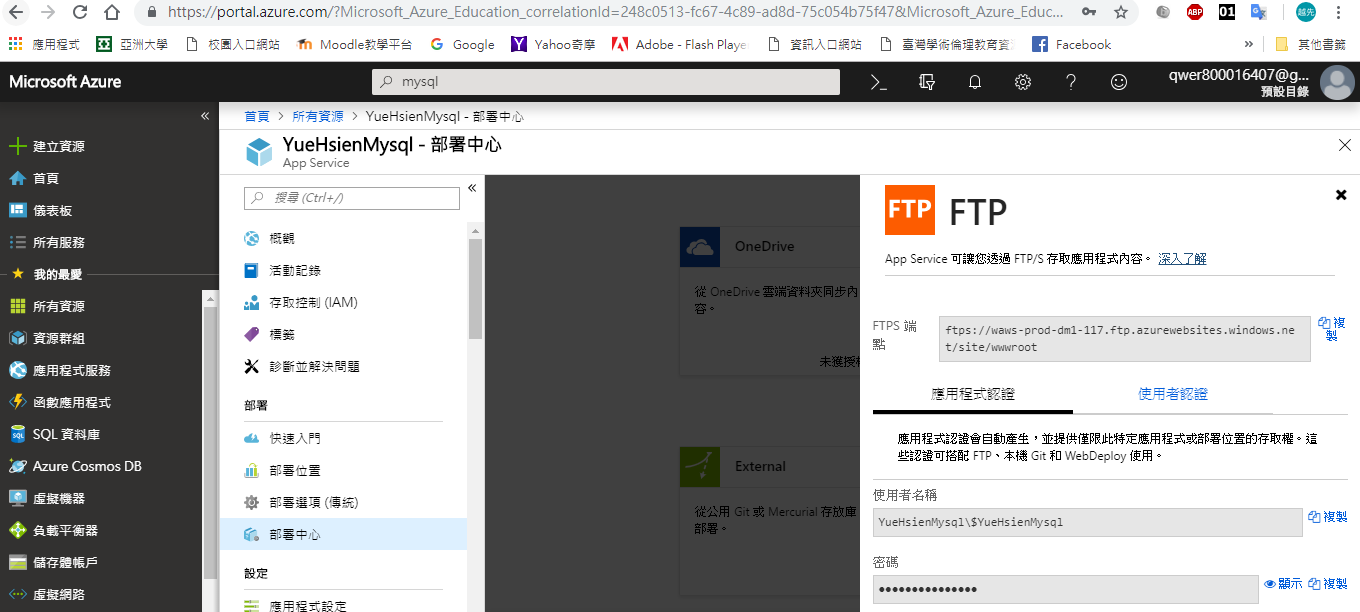 https://portal.azure.com/?Microsoft_Azure_Education_correlationId=248c0513-fc67-4c89-ad8d-75c054b75f47&Microsoft_Azure_Educ...
ABP
01
越先
應用程式
亞洲大學
校園入口網站
Moodle教學平台
Google
Yahoo奇摩
Adobe - Flash Playe
資訊入口網站
臺灣學術倫理教育資
Facebook
»
其他書籤
Microsoft Azure
mysql
qwer800016407@g...
預設目錄
«
首頁 > 所有資源 > YueHsienMysql - 部署中心
YueHsienMysql - 部署中心
App Service
建立資源
首頁
儀表板
所有服務
我的最愛
所有資源
資源群組
應用程式服務
函數應用程式
SQL 資料庫
Azure Cosmos DB
虛擬機器
負載平衡器
儲存體帳戶
虛擬網路
搜尋 (Ctrl+/)
«
概觀
活動記錄
存取控制 (IAM)
標籤
診斷並解決問題
部署
快速入門
部署位置
部署選項 (傳統)
部署中心
設定
應用程式設定
OneDrive
從 OneDrive 雲端資料夾同步內
容。
未獲授權
External
從公用 Git 或 Mercurial 存放庫
部署。
FTP
FTP
App Service 可讓您透過 FTP/S 存取應用程式內容。 深入了解
FTPS 端
點
ftps://waws-prod-dm1-117.ftp.azurewebsites.windows.ne
t/site/wwwroot
複
製
應用程式認證
使用者認證
應用程式認證會自動產生，並提供僅限此特定應用程式或部署位置的存取權。這
些認證可搭配 FTP、本機 Git 和 WebDeploy 使用。
使用者名稱
YueHsienMysql\$YueHsienMysql
複製
密碼
•••••••••••••••
顯示
複製